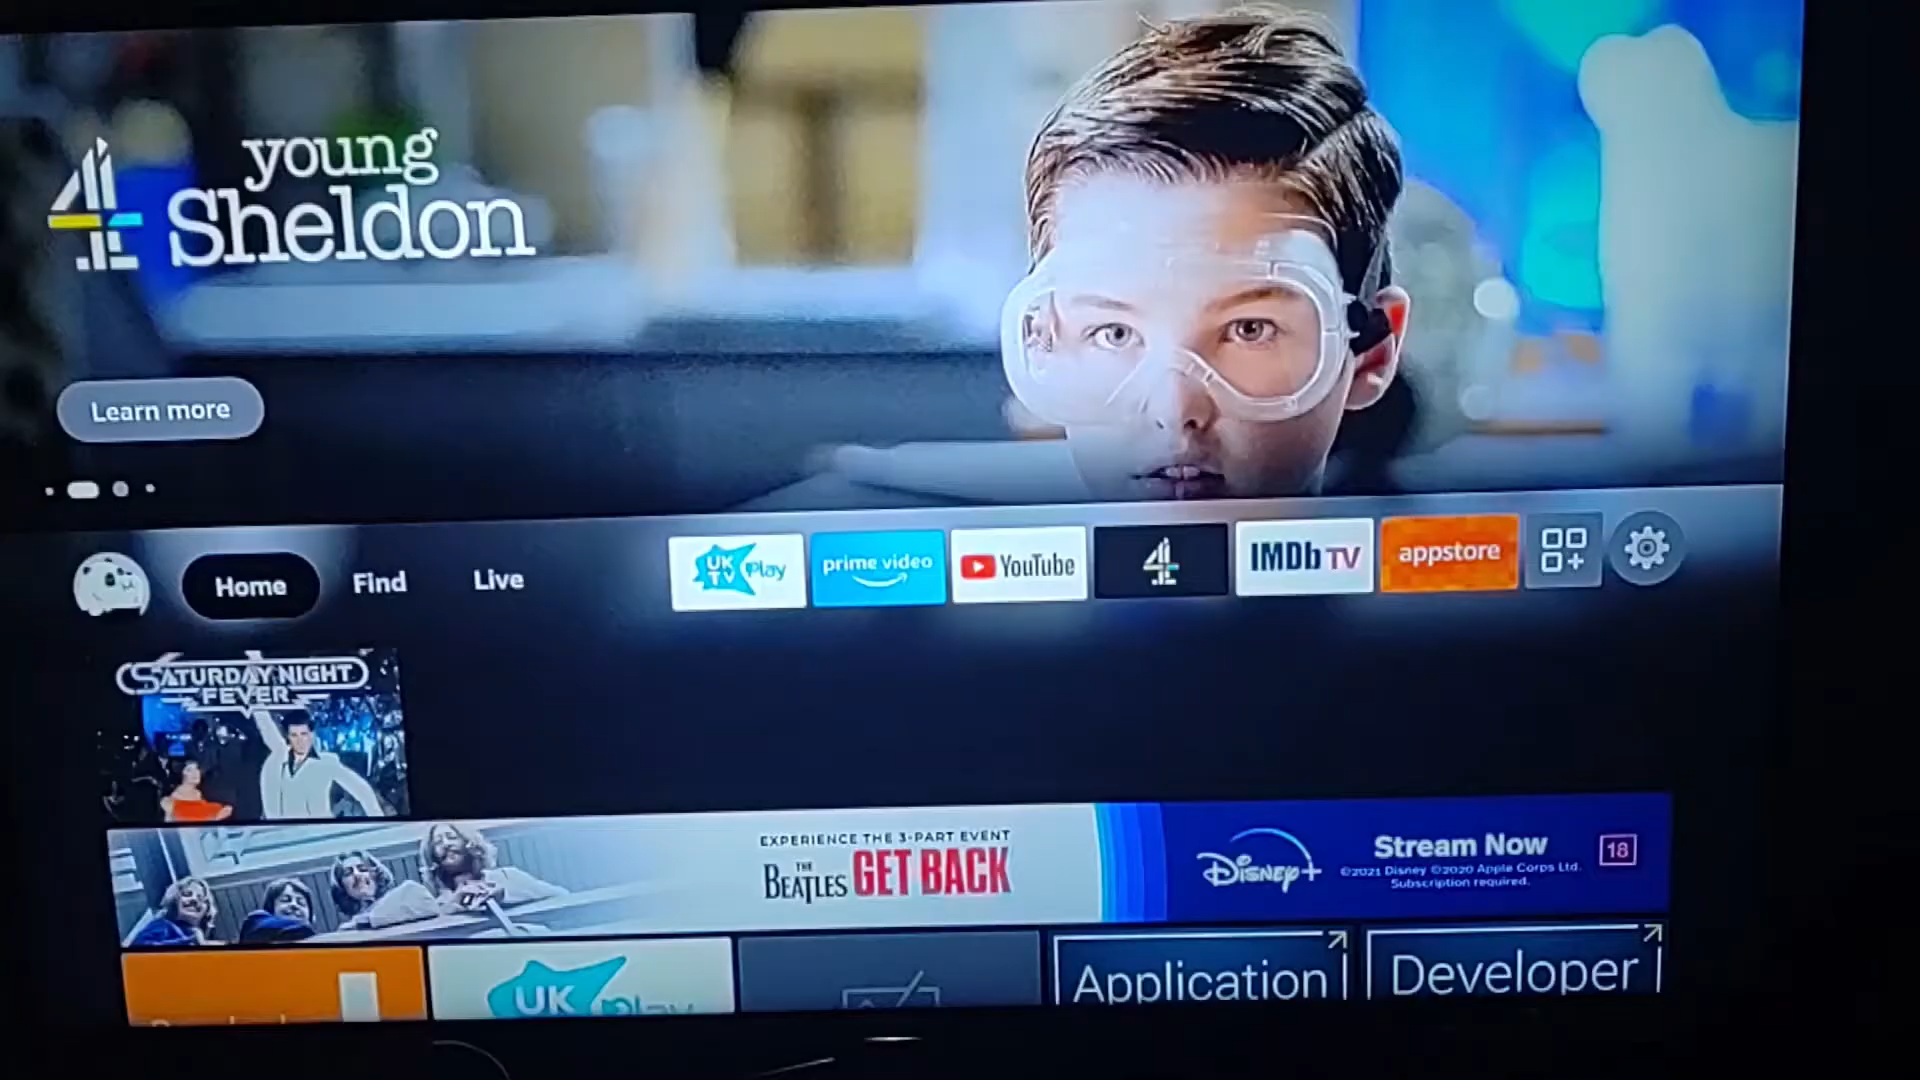 4
young
Sheldon
Learn more
Home
Find
Live
UK
TV
play
prime video
YouTube
4
IMDb TV
appstore
SATURDAY NIGHT
FEVER
EXPERIENCE THE 3-PART EVENT
THE
BEATLES GET BACK
Disney+
Stream Now
©2021 Disney ©2020 Apple Corps Ltd.
Subscription required.
18
UK
play
Application
Developer